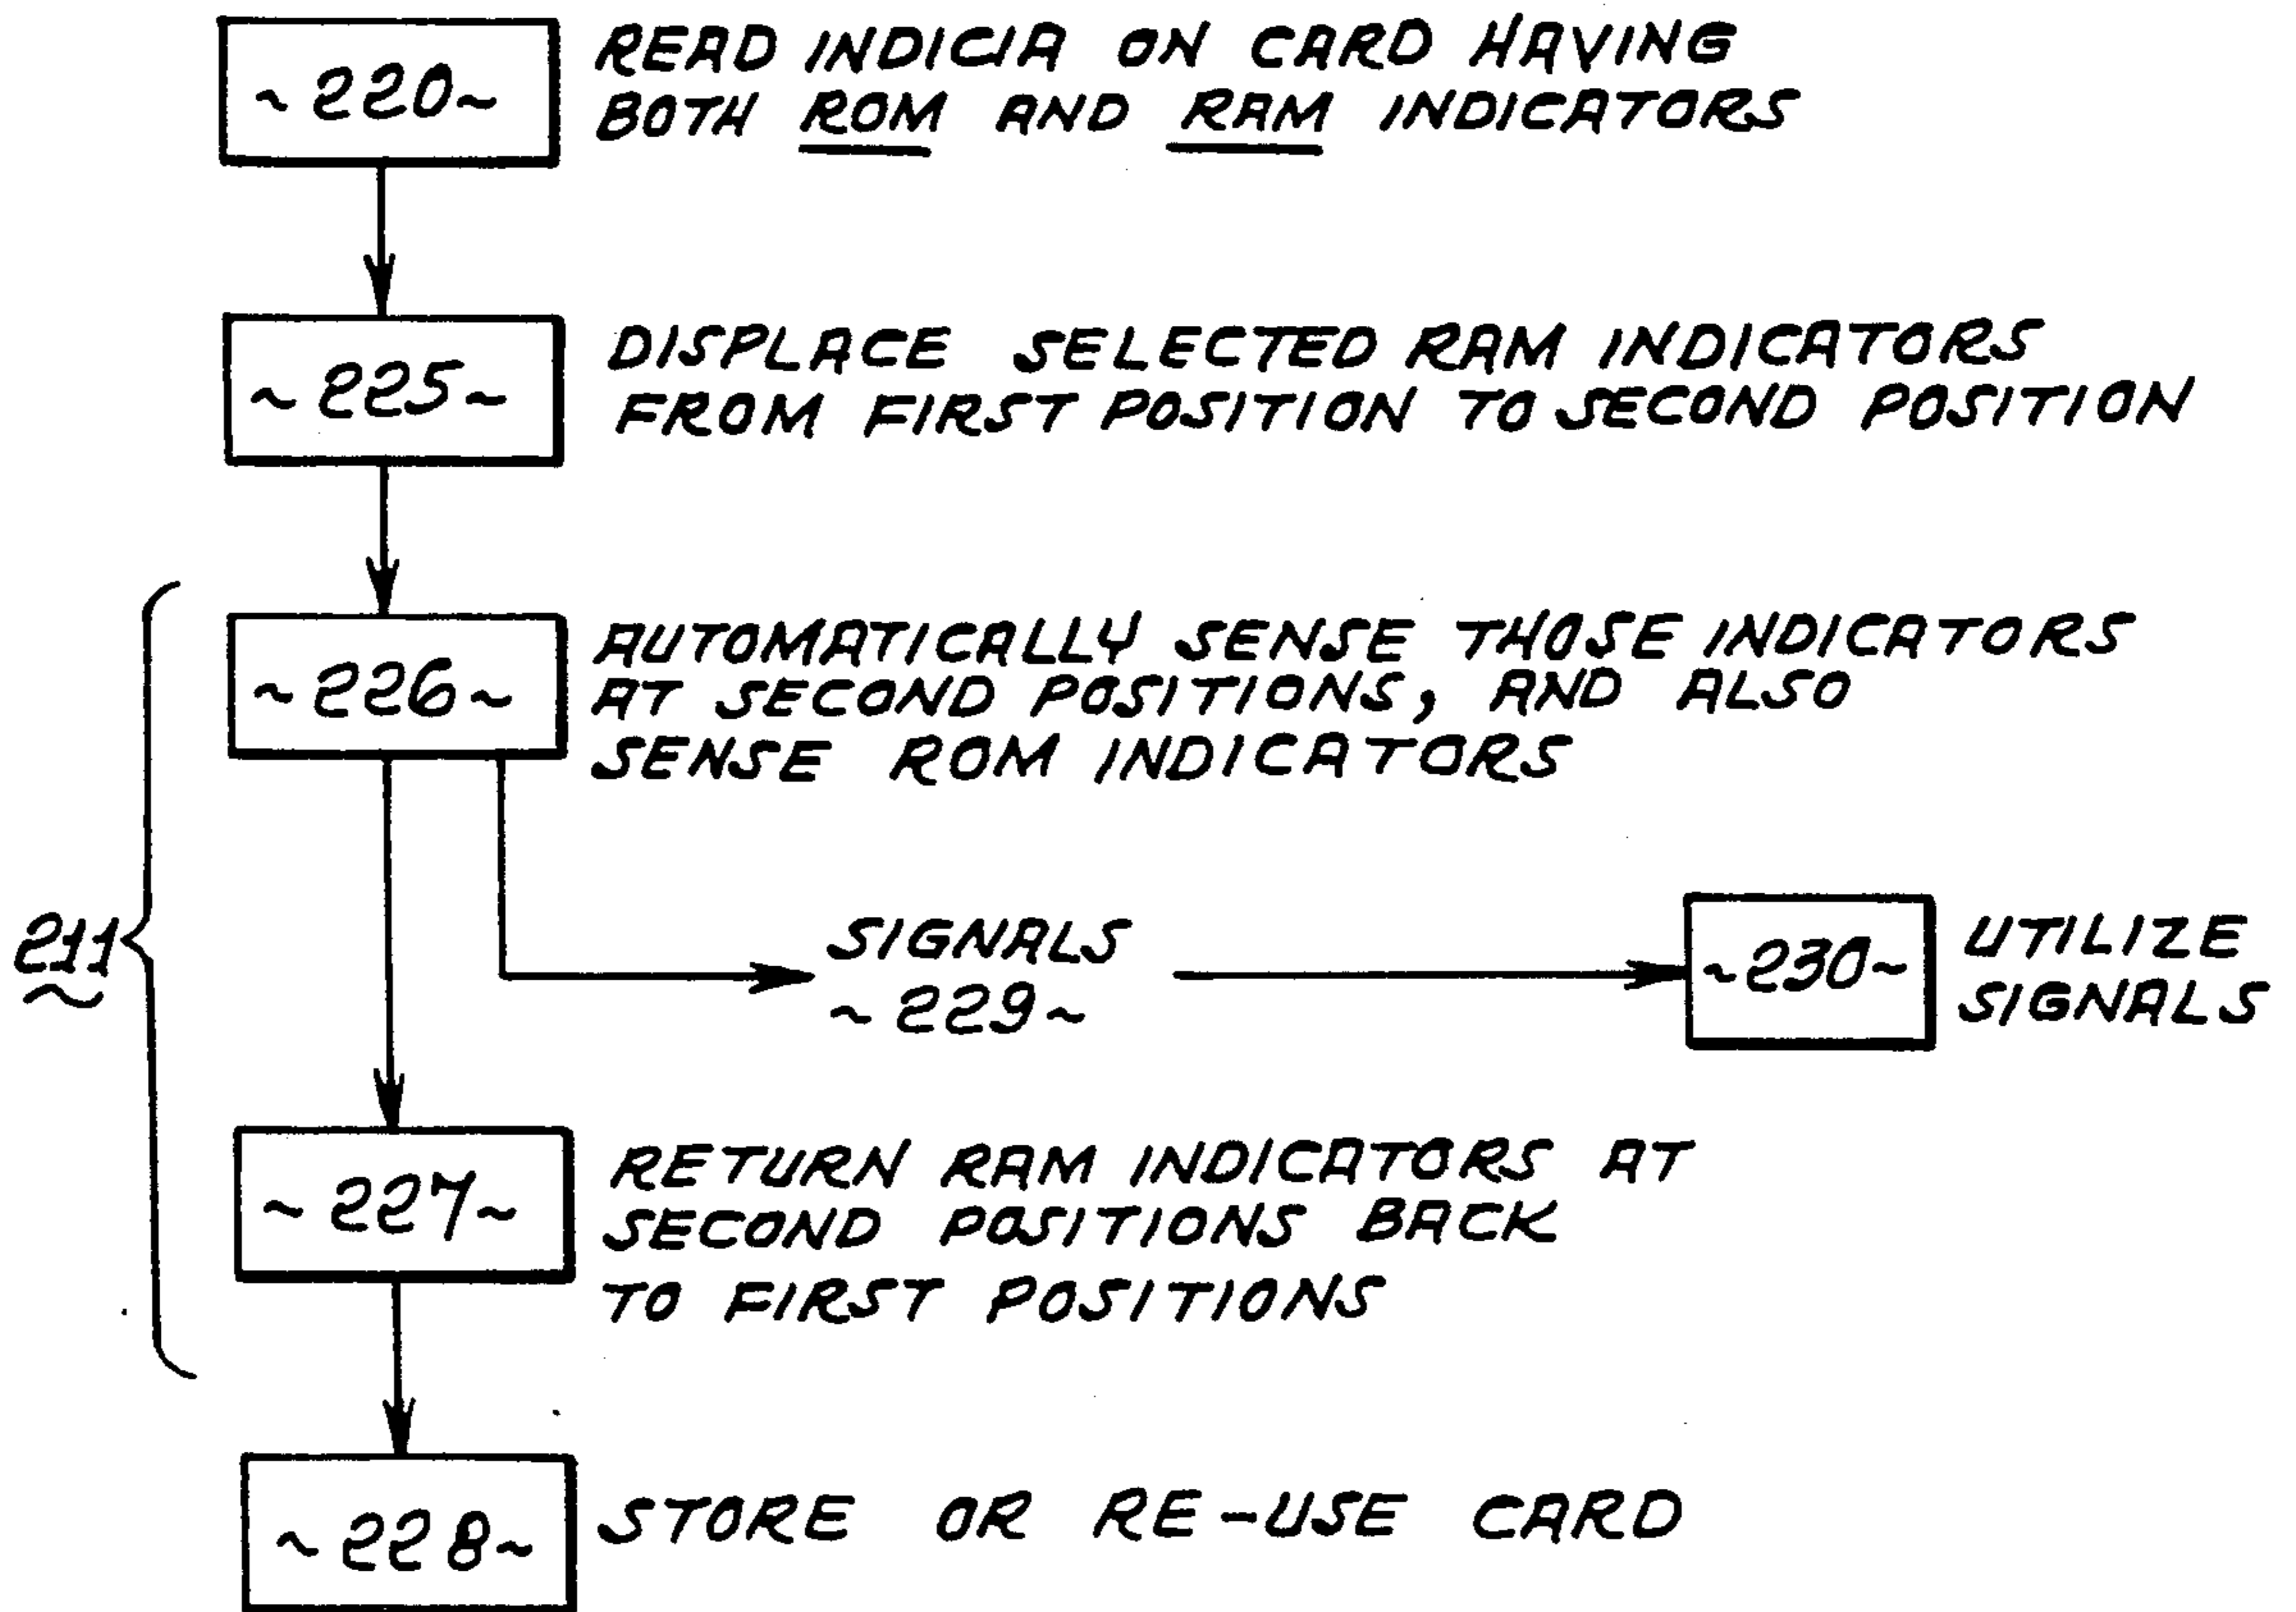 ~220~
READ INDICIA ON CARD HAVING
BOTH ROM AND RAM INDICATORS
~225~
DISPLACE SELECTED RAM INDICATORS
FROM FIRST POSITION TO SECOND POSITION
~226~
AUTOMATICALLY SENSE THOSE INDICATORS
AT SECOND POSITIONS, AND ALSO
SENSE ROM INDICATORS
211
SIGNALS
~229~
~230~
UTILIZE
SIGNALS
~227~
RETURN RAM INDICATORS AT
SECOND POSITIONS BACK
TO FIRST POSITIONS
~228~
STORE OR RE-USE CARD